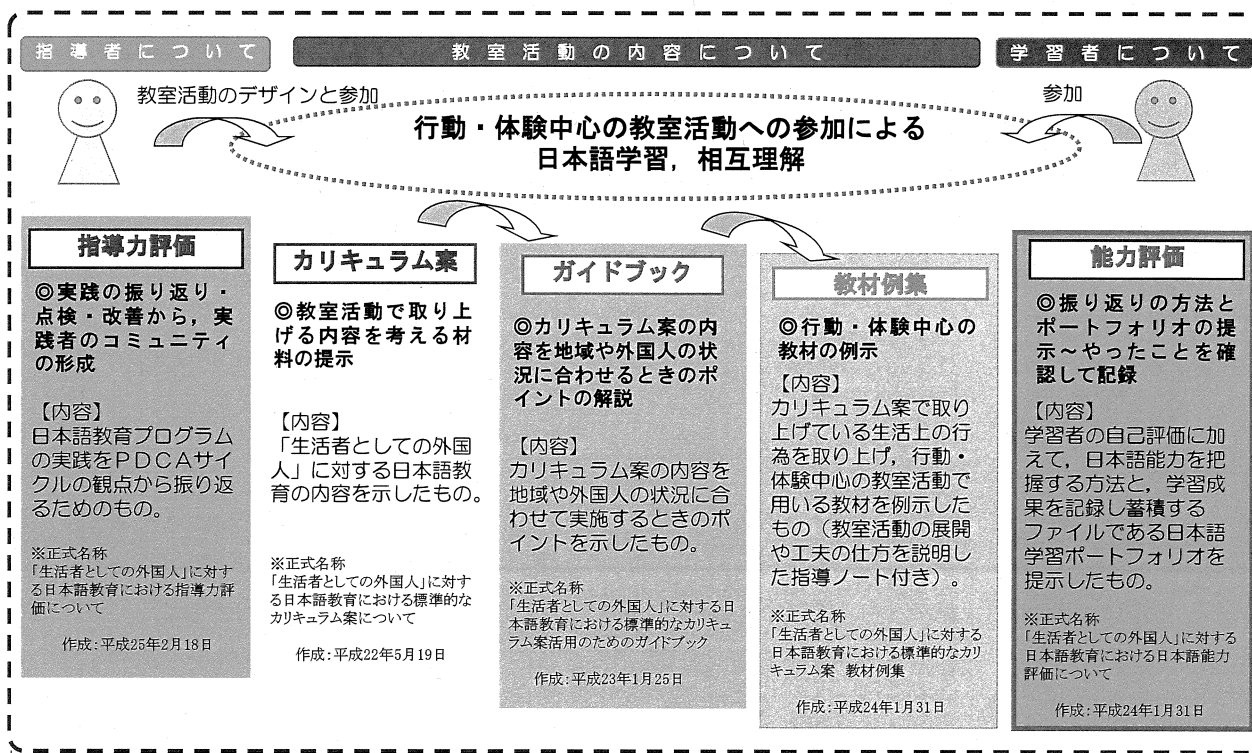 指導者について
教室活動の内容について
学習者について
教室活動のデザインと参加
参加
行動・体験中心の教室活動への参加による
日本語学習，相互理解
指導力評価
◎実践の振り返り・
点検・改善から，実
践者のコミュニティ
の形成
【内容】
日本語教育プログラム
の実践をＰＤＣＡサイ
クルの観点から振り返
るためのもの。
※正式名称
「生活者としての外国人」に対す
る日本語教育における指導力評
価について
作成：平成25年2月18日
カリキュラム案
◎教室活動で取り上
げる内容を考える材
料の提示
【内容】
「生活者としての外国
人」に対する日本語教
育の内容を示したもの。
※正式名称
「生活者としての外国人」に対す
る日本語教育における標準的な
カリキュラム案について
作成：平成22年5月19日
ガイドブック
◎カリキュラム案の内
容を地域や外国人の状
況に合わせるときのポ
イントの解説
【内容】
カリキュラム案の内容を
地域や外国人の状況に合
わせて実施するときのポ
イントを示したもの。
※正式名称
「生活者としての外国人」に対する日
本語教育における標準的なカリキュ
ラム案活用のためのガイドブック
作成：平成23年1月25日
教材例集
◎行動・体験中心の
教材の例示
【内容】
カリキュラム案で取り
上げている生活上の行
為を取り上げ，行動・
体験中心の教室活動で
用いる教材を例示した
もの（教室活動の展開
や工夫の仕方を説明し
た指導ノート付き）。
※正式名称
「生活者としての外国人」に対する
日本語教育における標準的なカリ
キュラム案 教材例集
作成：平成24年1月31日
能力評価
◎振り返りの方法と
ポートフォリオの提
示～やったことを確
認して記録
【内容】
学習者の自己評価に加
えて，日本語能力を把
握する方法と，学習成
果を記録し蓄積する
ファイルである日本語
学習ポートフォリオを
提示したもの。
※正式名称
「生活者としての外国人」に対する
日本語教育における日本語能力
評価について
作成：平成24年1月31日